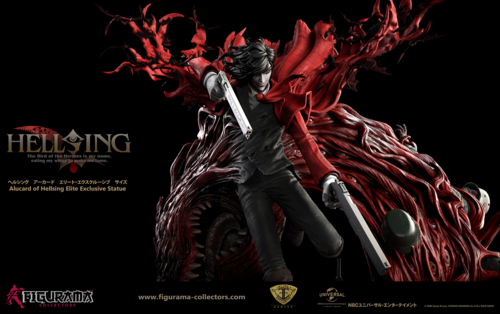 HELLSING
The Bird of the Hermes is my name,
eating my wings to make me tame.
ヘルシング アーカード エリート・エクスクルーシブ サイズ
Alucard of Hellsing Elite Exclusive Statue
FIGURAMA
COLLECTORS
www.figurama-collectors.com
UNIVERSAL
NBCユニバーサル・エンターテイメント